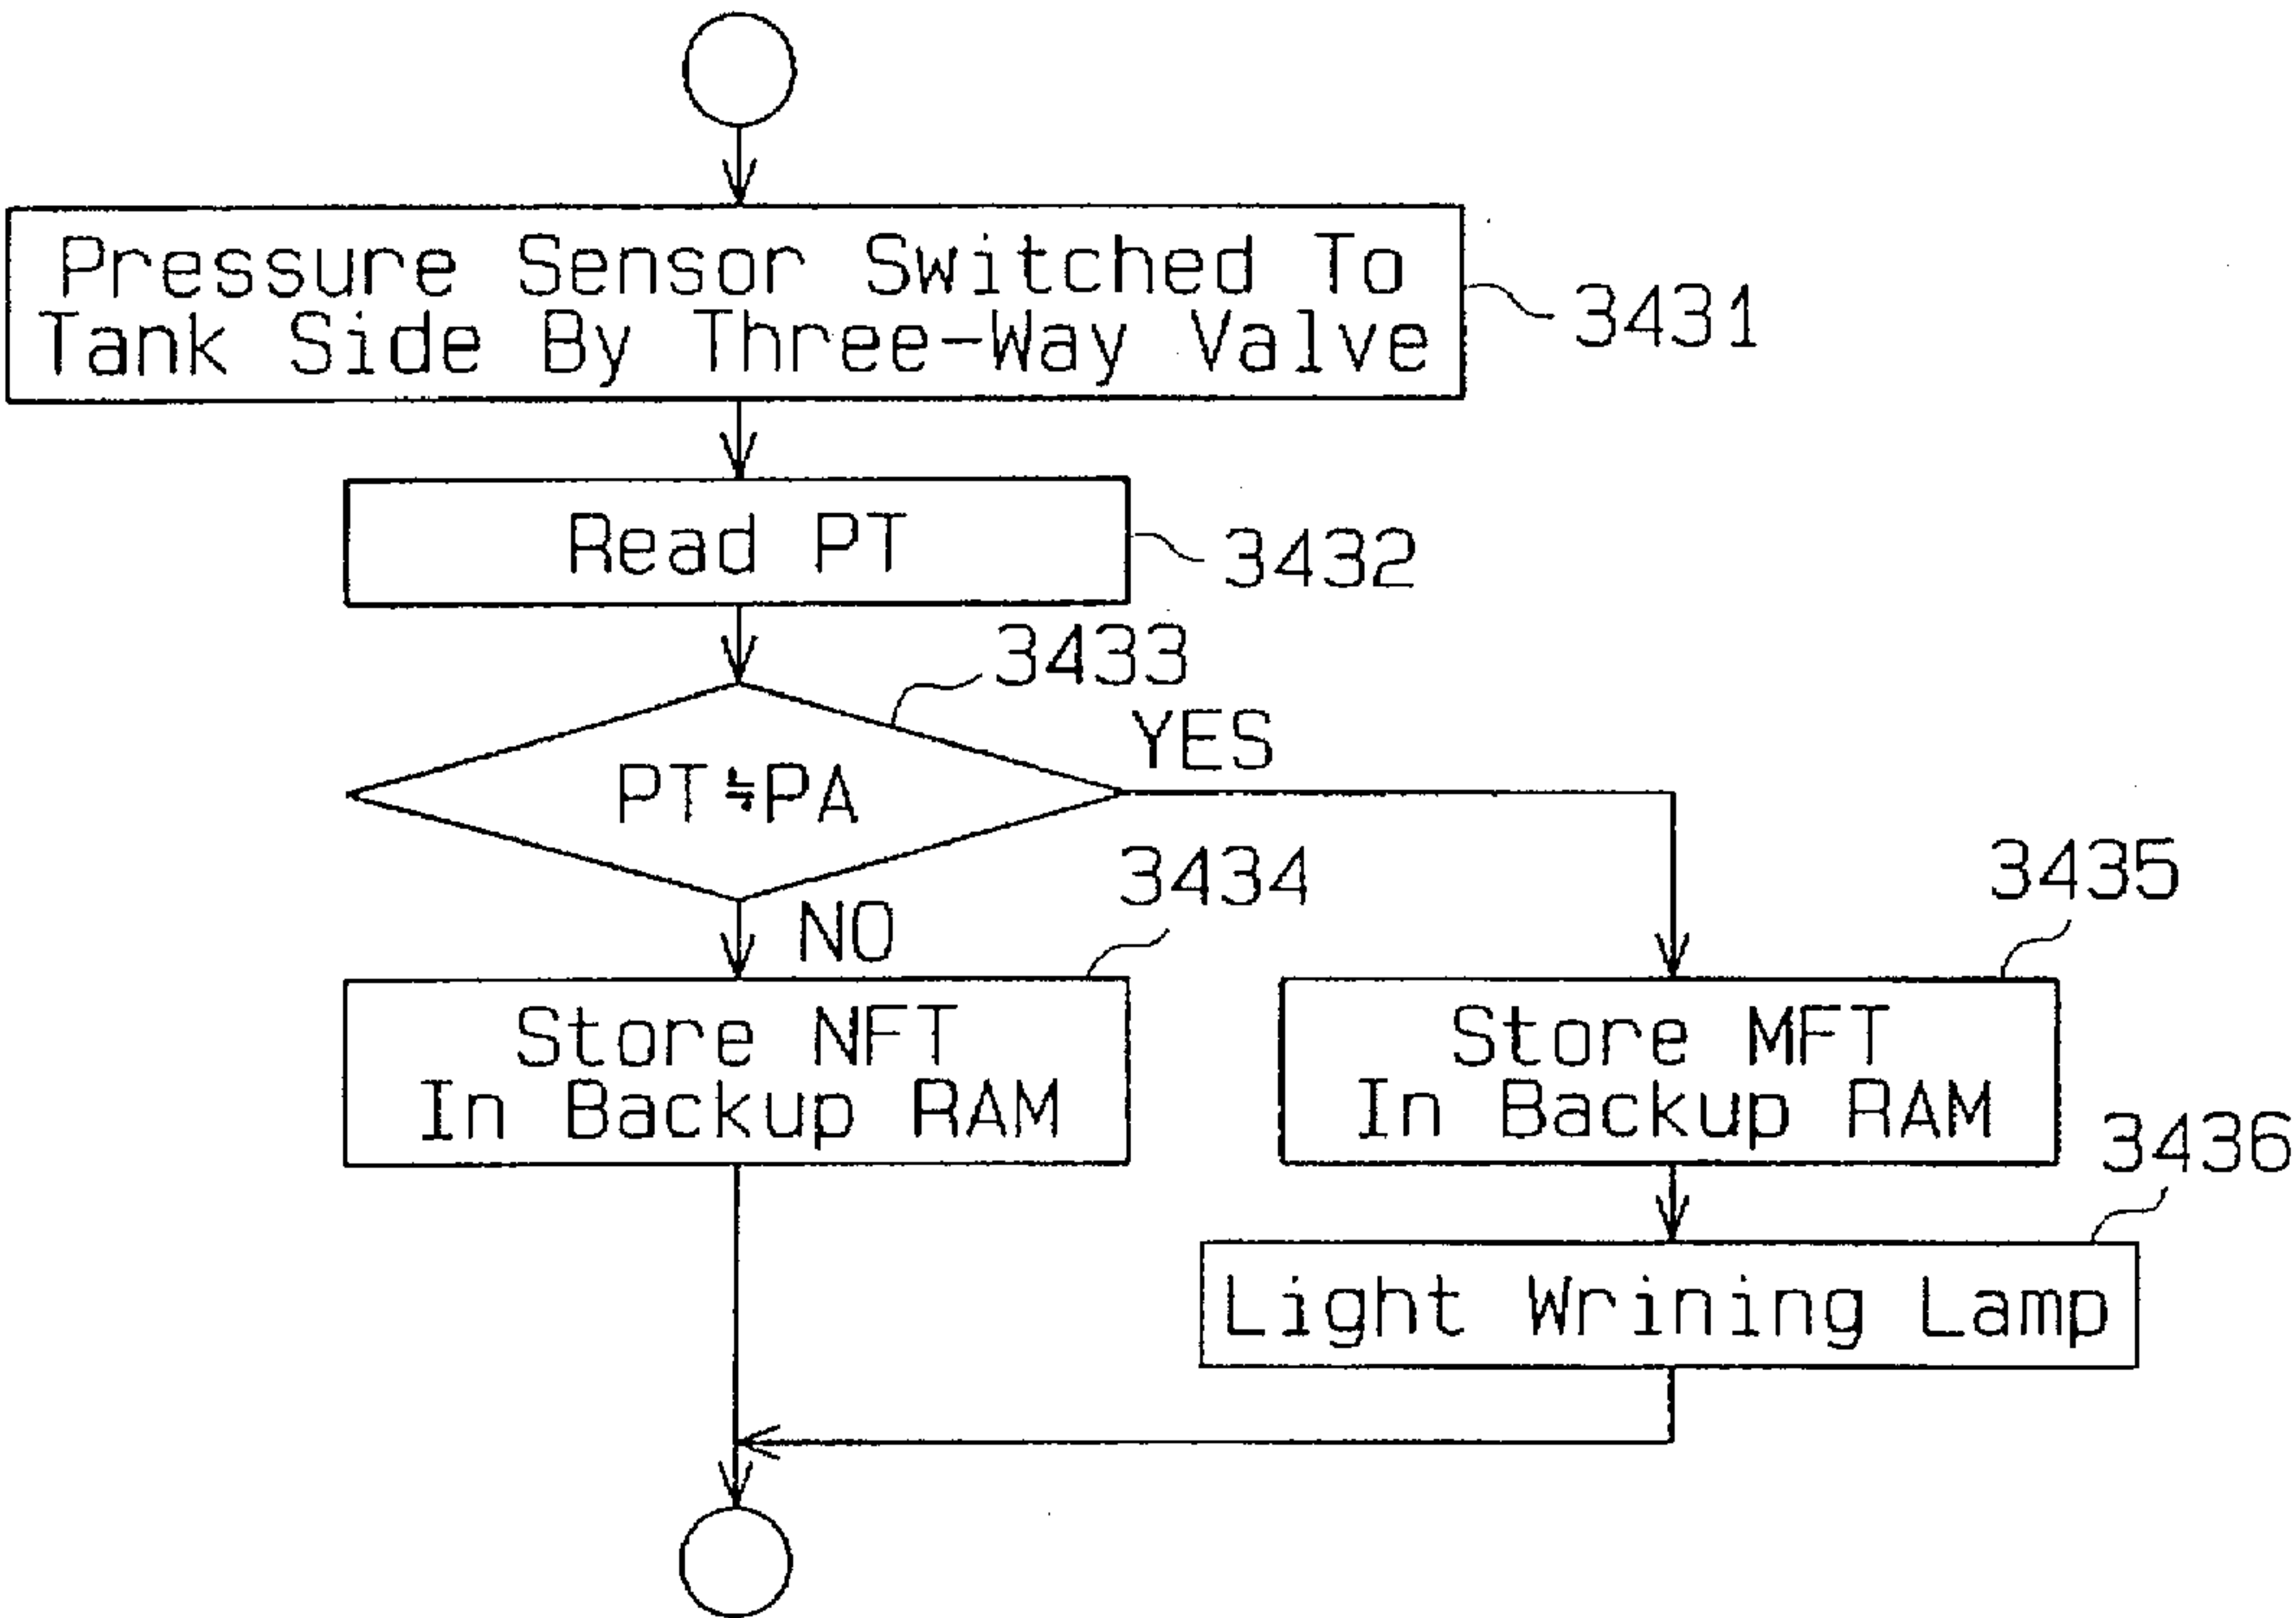 Pressure Sensor Switched To
Tank Side By Three-Way Valve
3431
Read PT
3432
3433
PT≒PA
YES
NO
3434
Store NFT
In Backup RAM
3435
Store MFT
In Backup RAM
3436
Light Wrining Lamp